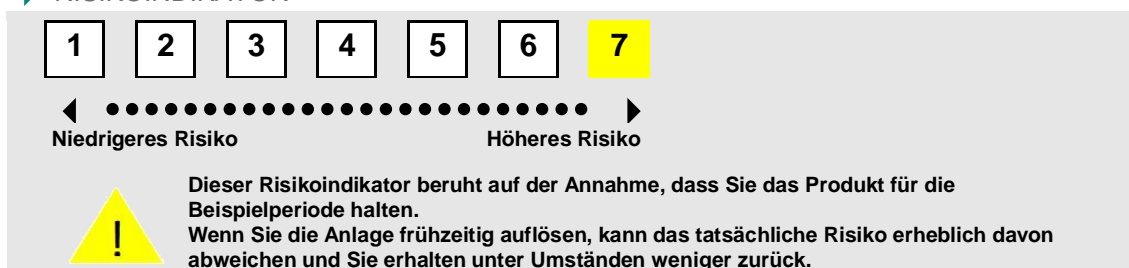 RISIKOINDIKATOR
1 2 3 4 5 6 7
Niedrigeres Risiko Höheres Risiko
Dieser Risikoindikator beruht auf der Annahme, dass Sie das Produkt für die
Beispielperiode halten.
Wenn Sie die Anlage frühzeitig auflösen, kann das tatsächliche Risiko erheblich davon
abweichen und Sie erhalten unter Umständen weniger zurück.